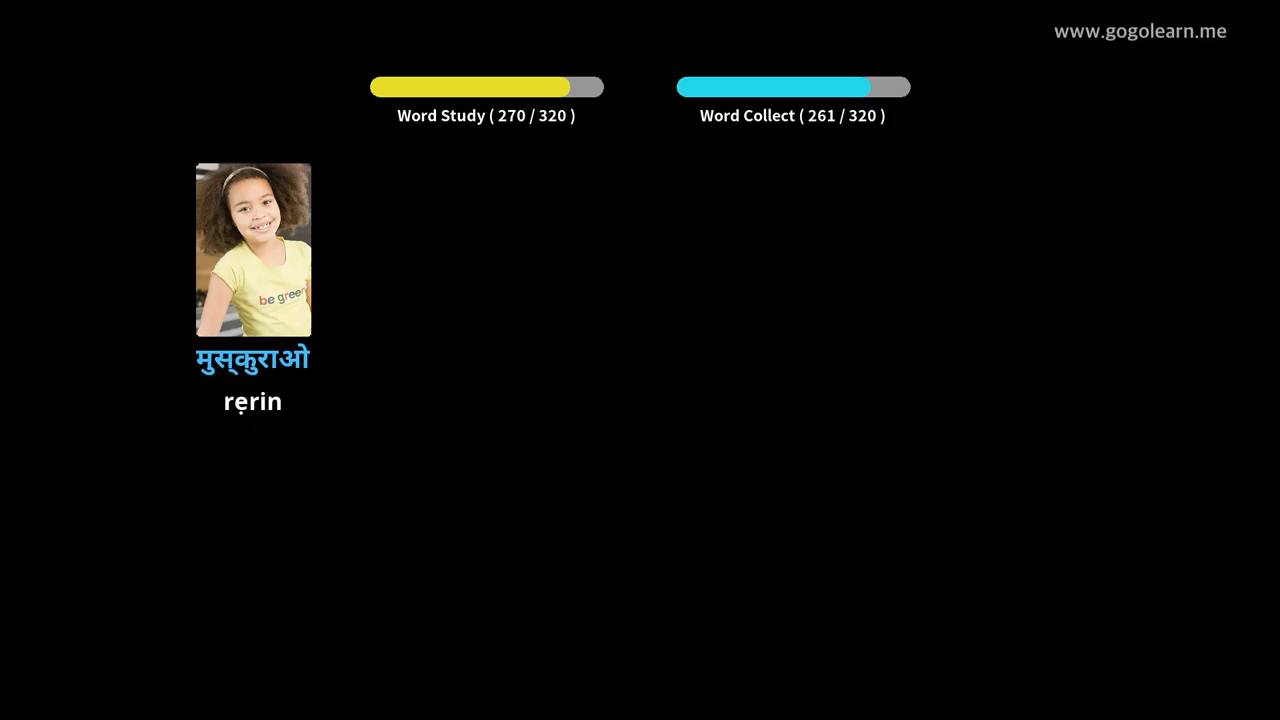 www.gogolearn.me
Word Study ( 270 / 320 )
Word Collect ( 261 / 320 )
be green
मुस्कुराओ
rẹrin